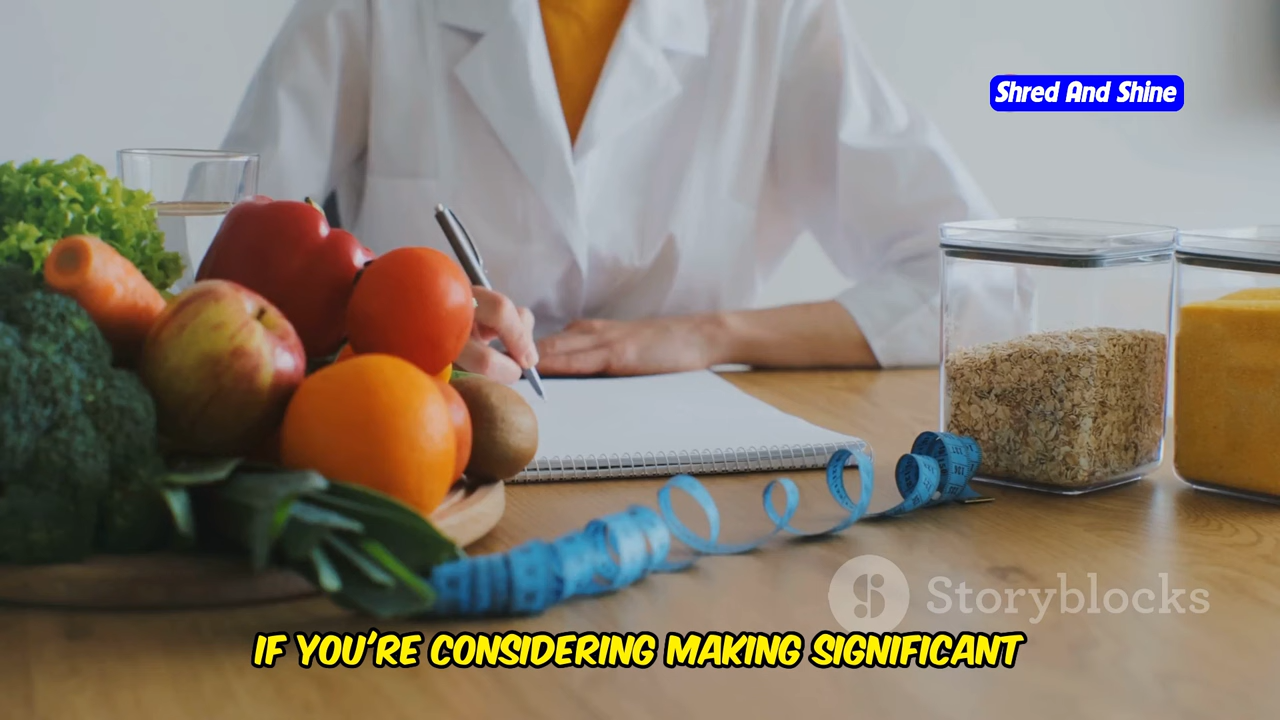 Shred And Shine
Storyblocks
IF YOU'RE CONSIDERING MAKING SIGNIFICANT